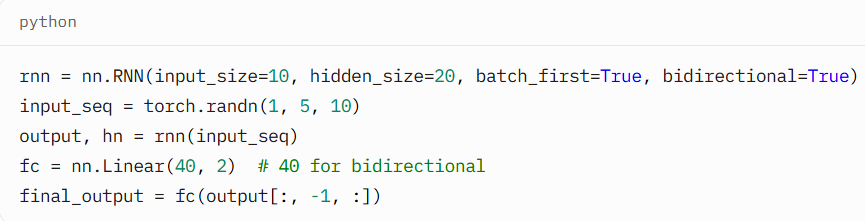 python
rnn = nn.RNN(input_size=10, hidden_size=20, batch_first=True, bidirectional=True)
input_seq = torch.randn(1, 5, 10)
output, hn = rnn(input_seq)
fc = nn.Linear(40, 2)  # 40 for bidirectional
final_output = fc(output[:, -1, :])